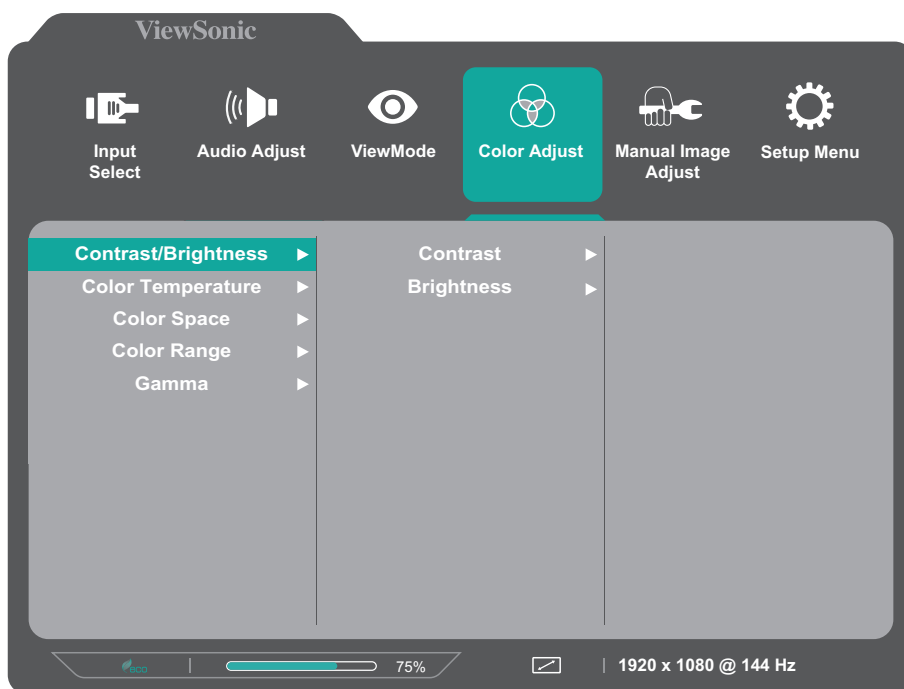 ViewSonic
Input
Select
Audio Adjust
ViewMode
Color Adjust
Manual Image
Adjust
Setup Menu
Contrast/Brightness
Color Temperature
Color Space
Color Range
Gamma
Contrast
Brightness
eco
75%
1920 x 1080 @ 144 Hz